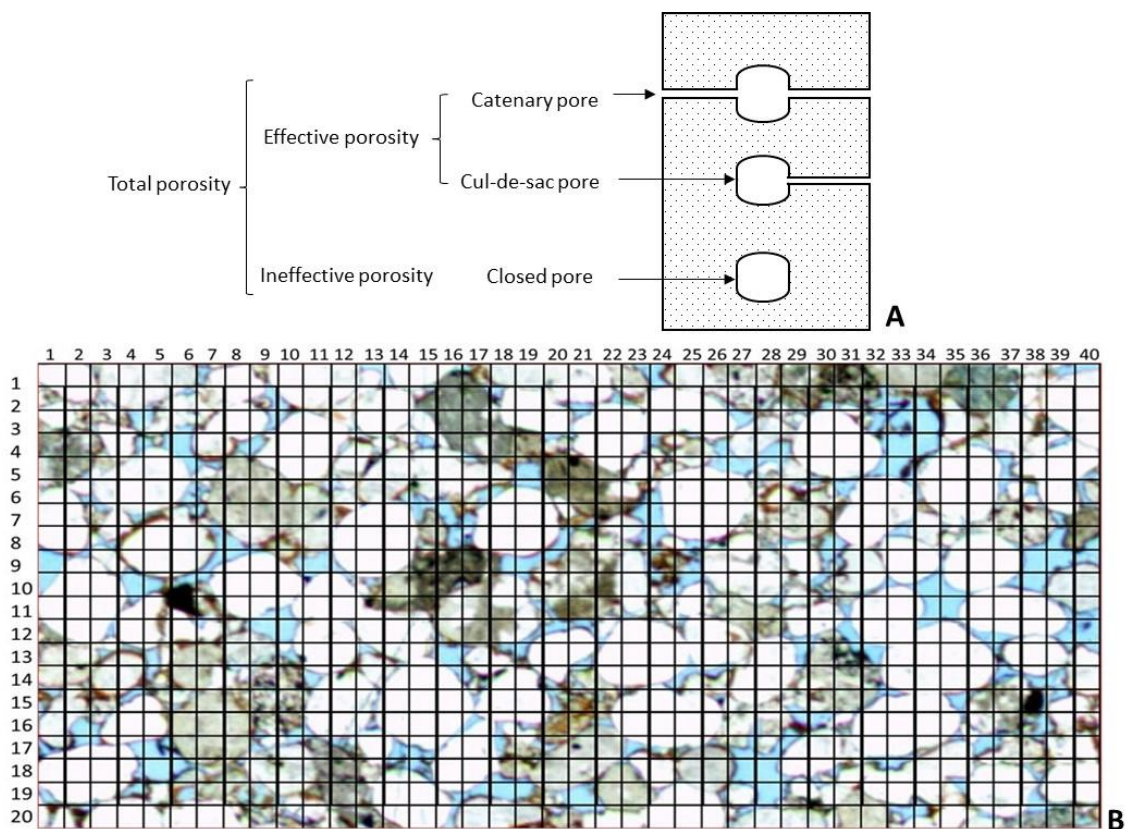 Catenary pore
Effective porosity
Total porosity
Cul-de-sac pore
Ineffective porosity Closed pore
A
1 2 3 4 5 6 7 8 9 10 11 12 13 14 15 16 17 18 19 20 21 22 23 24 25 26 27 28 29 30 31 32 33 34 35 36 37 38 39 40
1
2
3
4
5
6
7
8
9
10
11
12
13
14
15
16
17
18
19
20
B